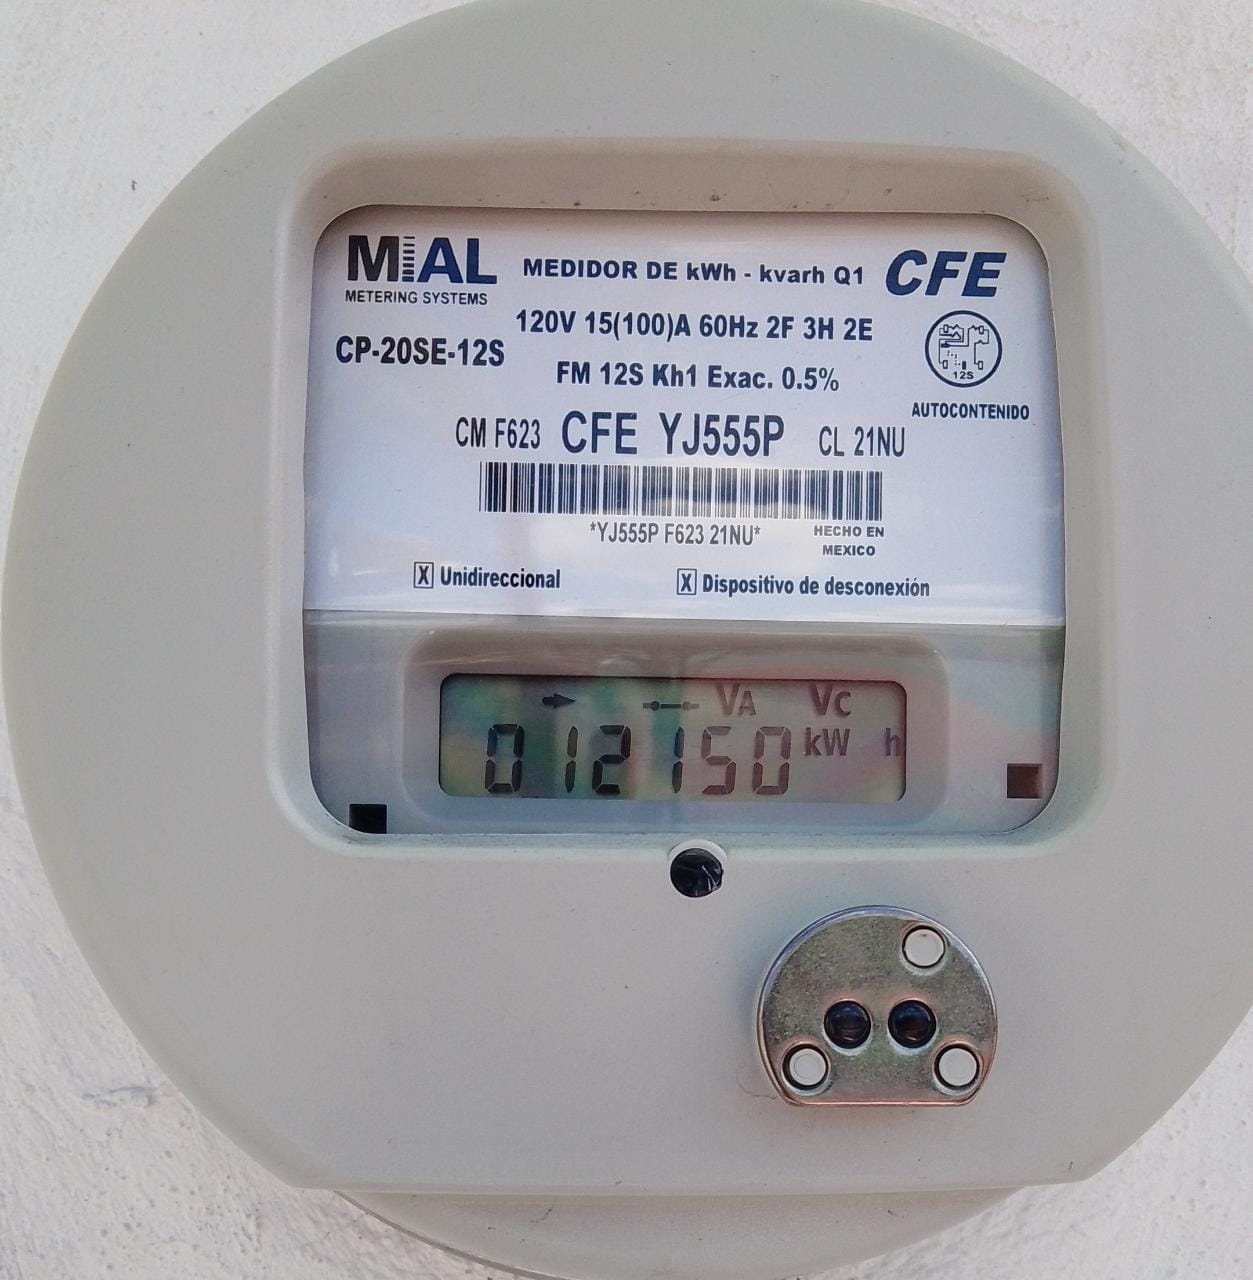 MIAL
METERING SYSTEMS
MEDIDOR DE kWh - kvarh Q1
CFE
120V 15(100)A 60Hz 2F 3H 2E
CP-20SE-12S
FM 12S Kh1 Exac. 0.5%
12S
AUTOCONTENIDO
CM F623 CFE YJ555P CL 21NU
*YJ555P F623 21NU*
HECHO EN
MEXICO
X Unidireccional
X Dispositivo de desconexión
VA VC
012150 kW h